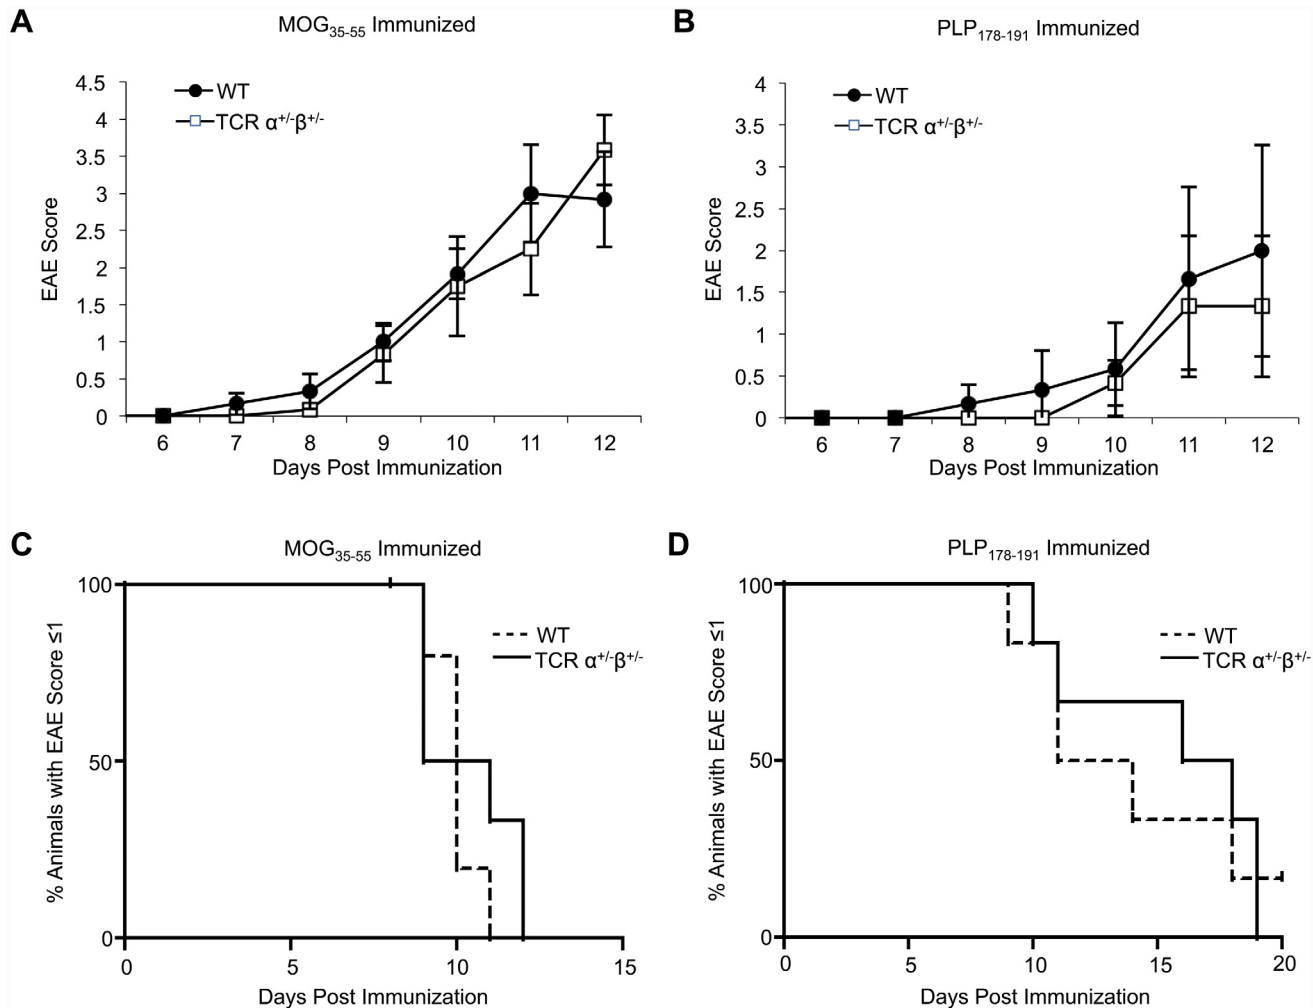 A
MOG35-55 Immunized
WT
TCR α+/-β+/-
EAE Score
4.5
4
3.5
3
2.5
2
1.5
1
0.5
0
6 7 8 9 10 11 12
Days Post Immunization
B
PLP178-191 Immunized
WT
TCR α+/-β+/-
EAE Score
4
3.5
3
2.5
2
1.5
1
0.5
0
6 7 8 9 10 11 12
Days Post Immunization
C
MOG35-55 Immunized
WT
TCR α+/-β+/-
% Animals with EAE Score ≤1
100
50
0
0 5 10 15
Days Post Immunization
D
PLP178-191 Immunized
WT
TCR α+/-β+/-
% Animals with EAE Score ≤1
100
50
0
0 5 10 15 20
Days Post Immunization